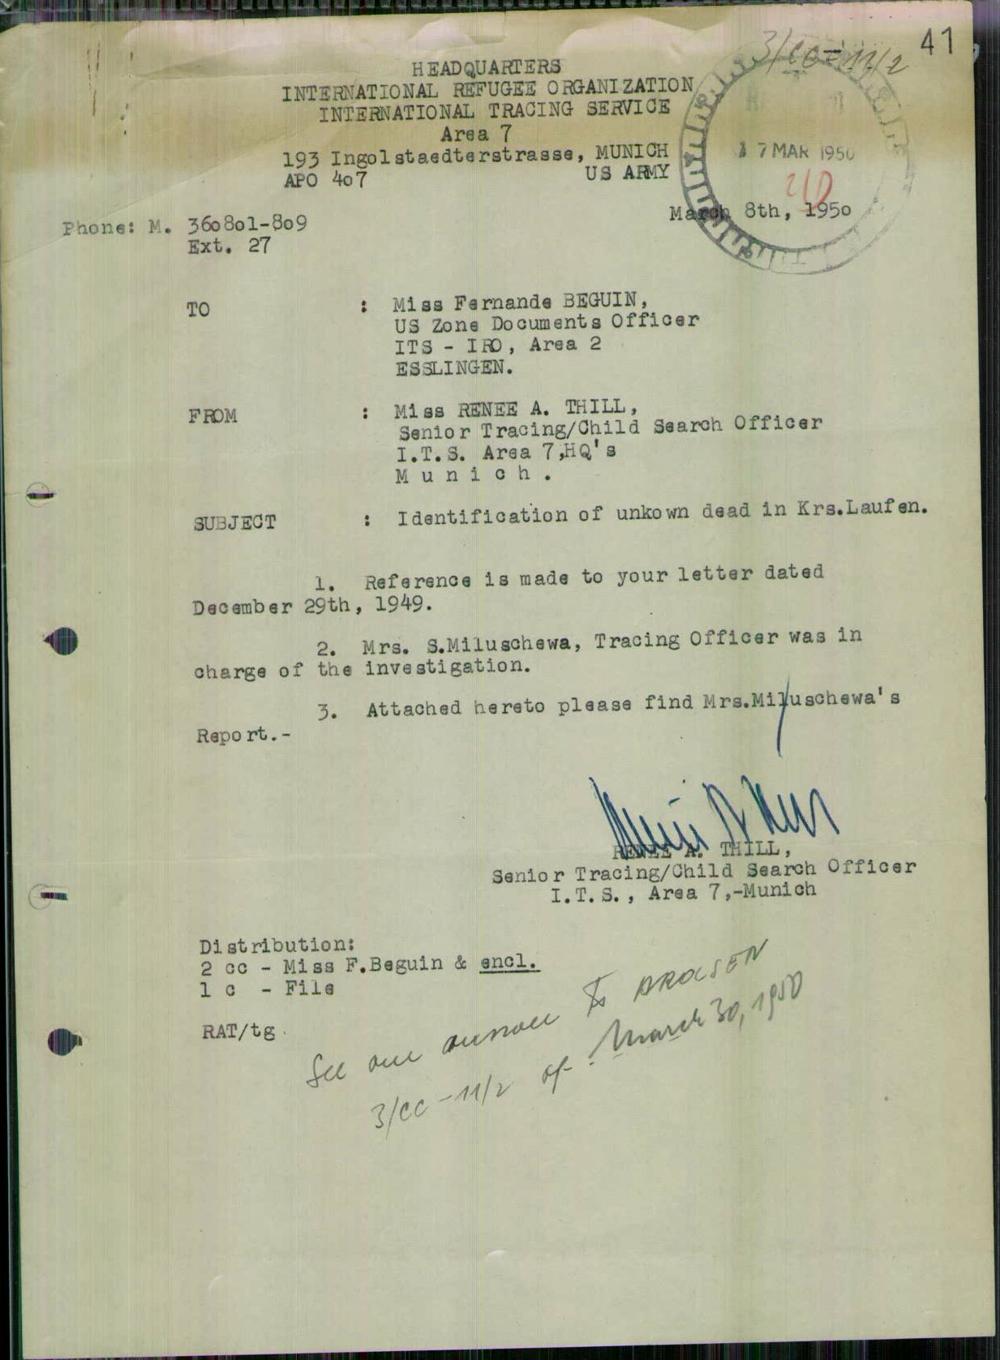 41
3/CC-11/2
HEADQUARTERS
INTERNATIONAL REFUGEE ORGANIZATION
INTERNATIONAL TRACING SERVICE
Area 7
193 Ingolstaedterstrasse, MUNICH
APO 407 US ARMY
17 MAR 1950
March 8th, 1950
Phone: M. 360801-809
Ext. 27
TO : Miss Fernande BEGUIN,
US Zone Documents Officer
ITS - IRO, Area 2
ESSLINGEN.
FROM : Miss RENEE A. THILL,
Senior Tracing/Child Search Officer
I.T.S. Area 7,HQ's
Munich.
SUBJECT : Identification of unkown dead in Krs.Laufen.
1. Reference is made to your letter dated
December 29th, 1949.
2. Mrs. S.Miluschewa, Tracing Officer was in
charge of the investigation.
3. Attached hereto please find Mrs.Miluschewa's
Report.-
RENEE A. THILL,
Senior Tracing/Child Search Officer
I.T.S., Area 7,-Munich
Distribution:
2 cc - Miss F.Beguin & encl.
1 c - File
RAT/tg.
See our answer to AROLSEN
3/CC-11/2 of March 30, 1950